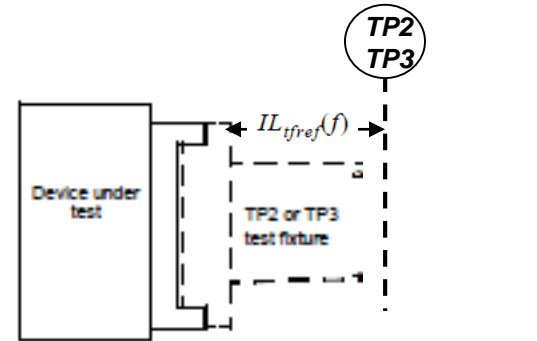 TP2
TP3
IL_tfref(f)
Device under
test
TP2 or TP3
test fixture